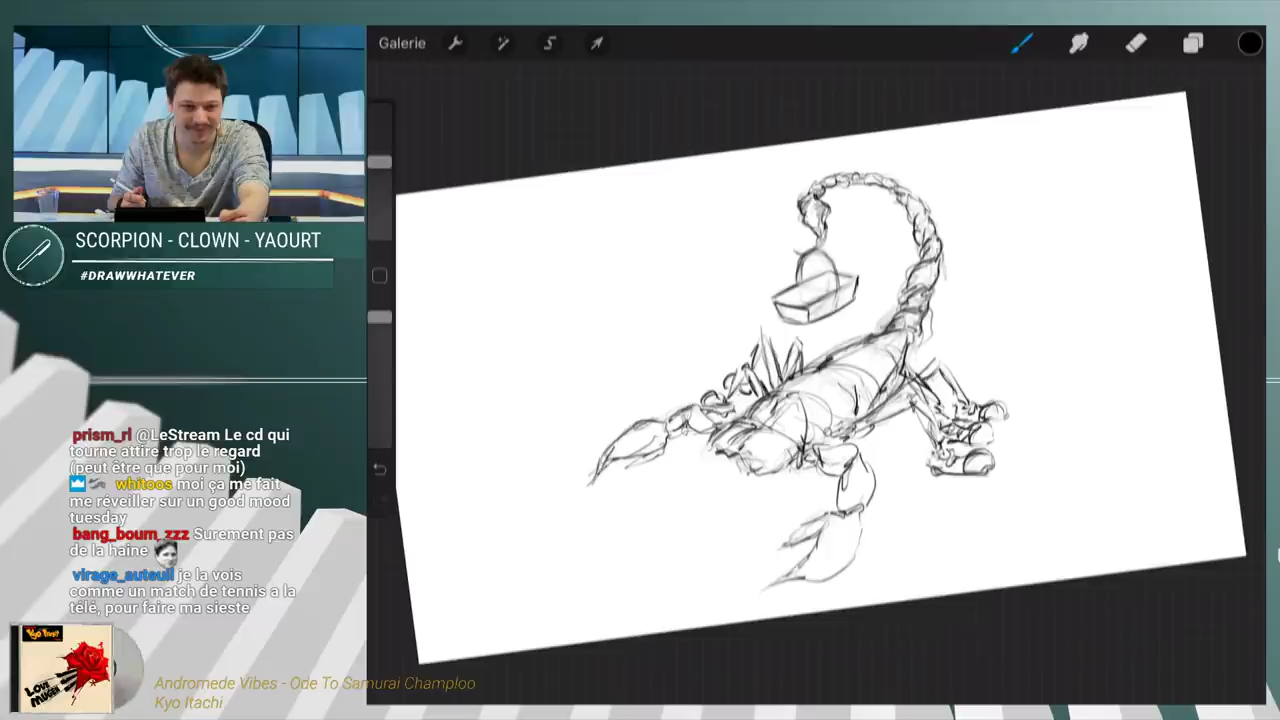 Galerie
SCORPION - CLOWN - YAOURT
#DRAWWHATEVER
prism_rl @LeStream Le cd qui
tourne attire trop le regard
(peut être que pour moi)
whitoos moi ça me fait
me réveiller sur un good mood
tuesday
bang_boum_zzz Surement pas
de la haine
virage_auteuil je la vois
comme un match de tennis a la
télé, pour faire ma sieste
LOVE
MUGEN
Andromede Vibes - Ode To Samurai Champloo
Kyo Itachi